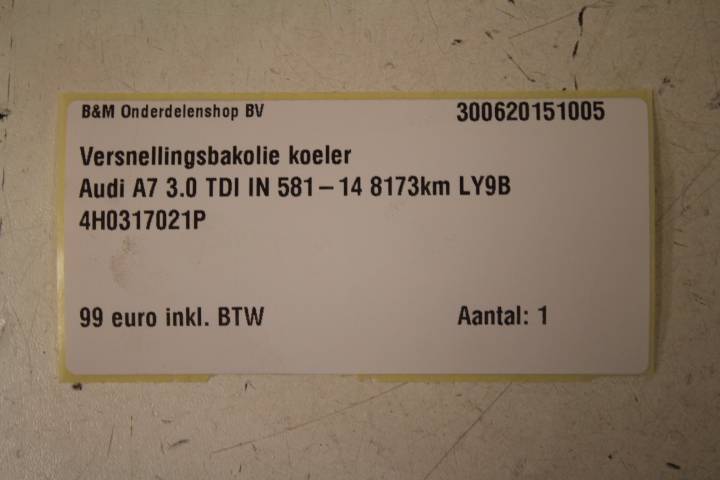 B&M Onderdelenshop BV 300620151005
Versnellingsbakolie koeler
Audi A7 3.0 TDI IN 581-14 8173km LY9B
4H0317021P
99 euro inkl. BTW Aantal: 1